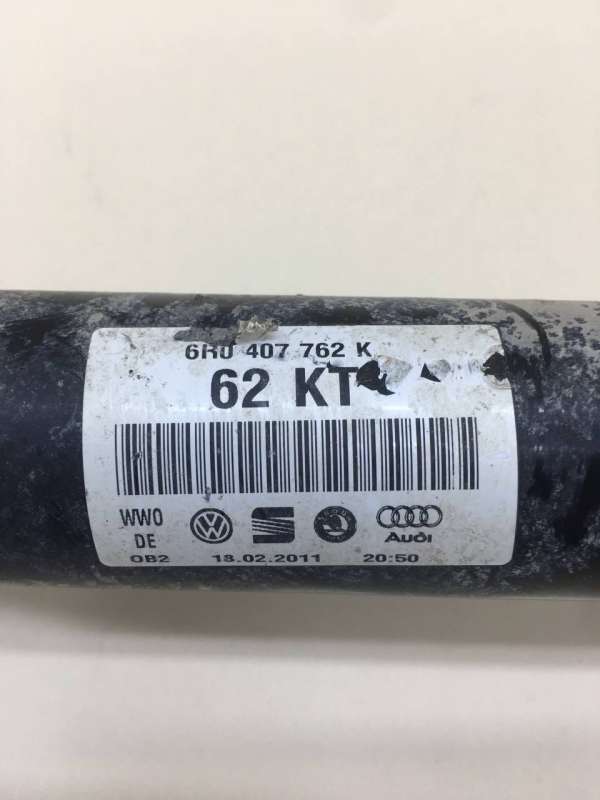 6R0 407 762 K
62 KT
WWO
DE
Audi
OB2 18.02.2011 20:50